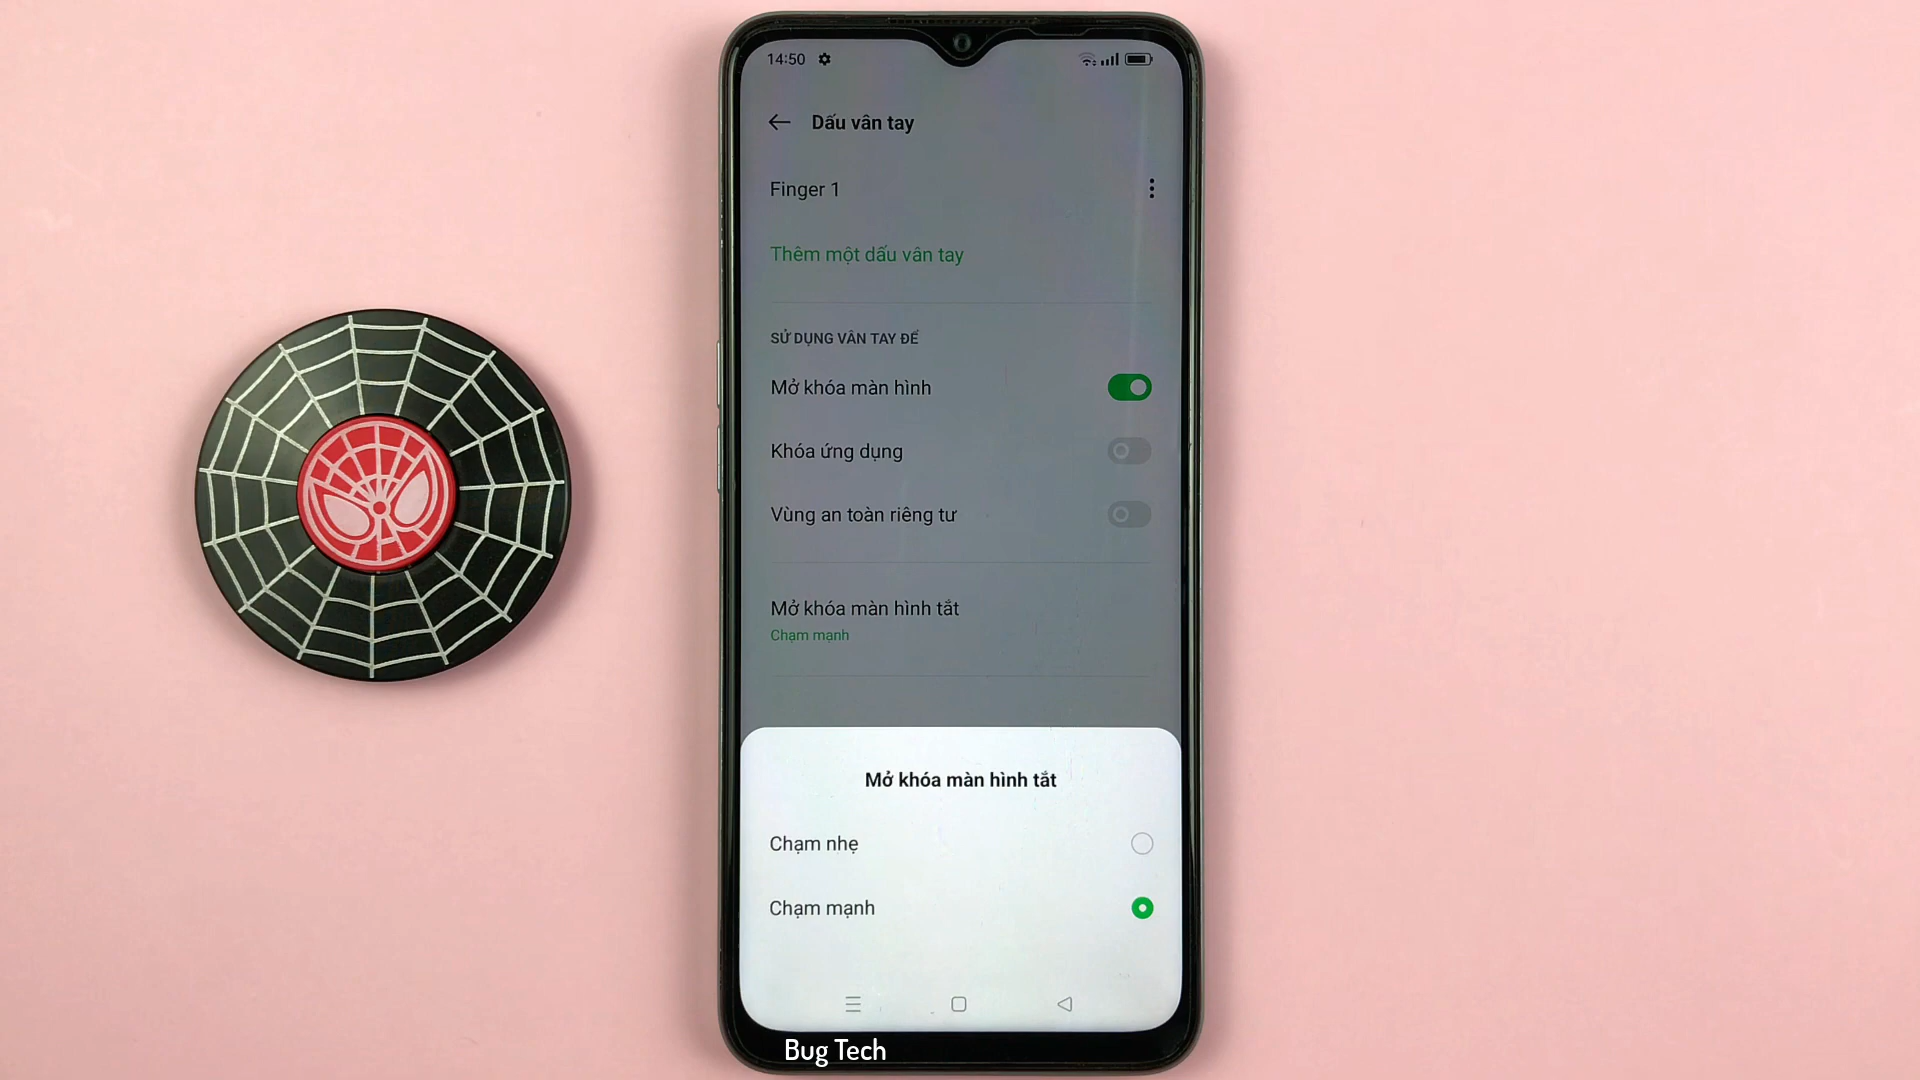 14:50
Dấu vân tay
Finger 1
Thêm một dấu vân tay
SỬ DỤNG VÂN TAY ĐỂ
Mở khóa màn hình
Khóa ứng dụng
Vùng an toàn riêng tư
Mở khóa màn hình tắt
Chạm mạnh
Mở khóa màn hình tắt
Chạm nhẹ
Chạm mạnh
Bug Tech